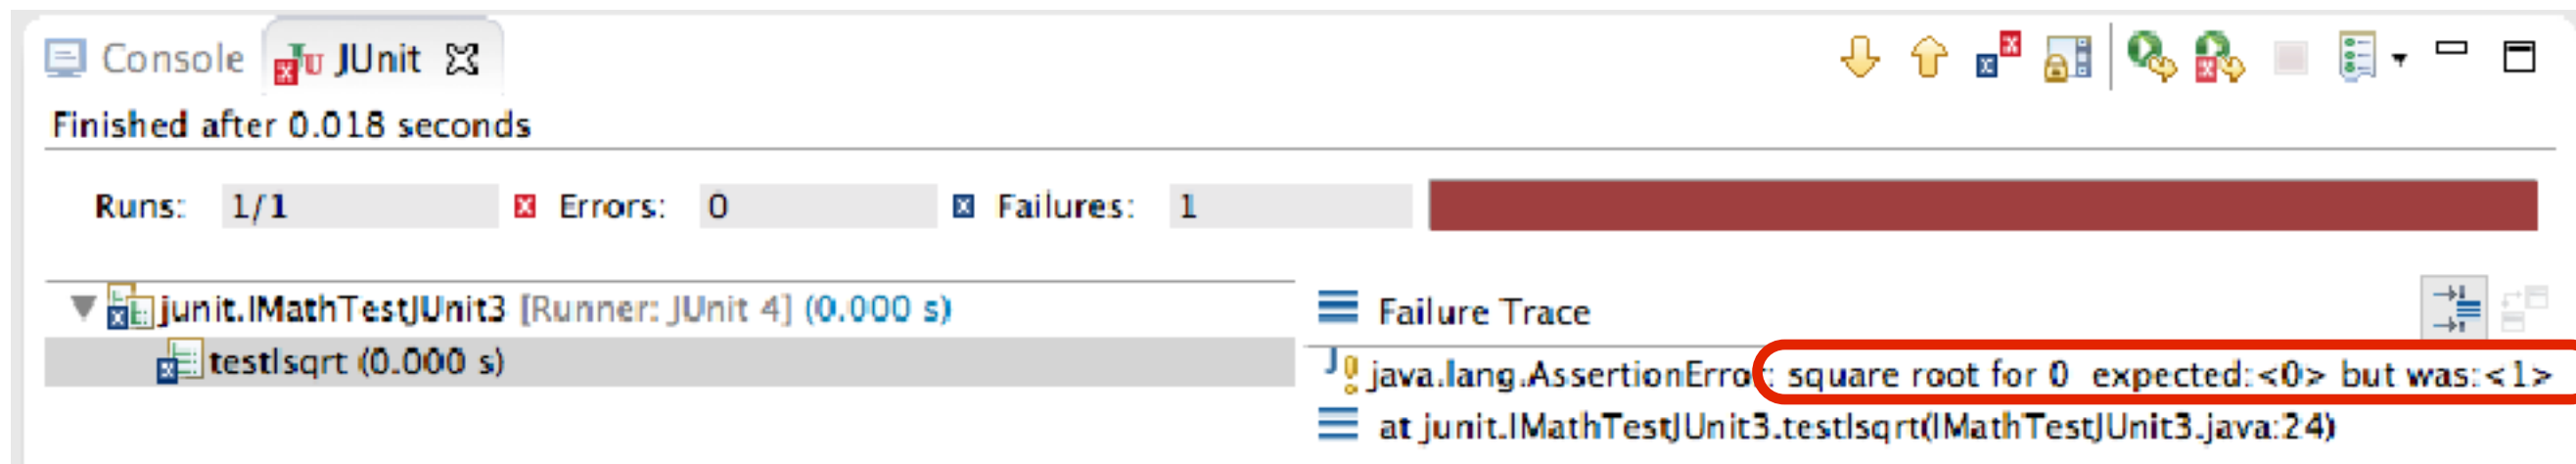 Console JUnit
Finished after 0.018 seconds
Runs: 1/1 Errors: 0 Failures: 1
junit.IMathTestJUnit3 [Runner: JUnit 4] (0.000 s)
testIsqrt (0.000 s)
Failure Trace
java.lang.AssertionError: square root for 0 expected:<0> but was:<1>
at junit.IMathTestJUnit3.testIsqrt(IMathTestJUnit3.java:24)